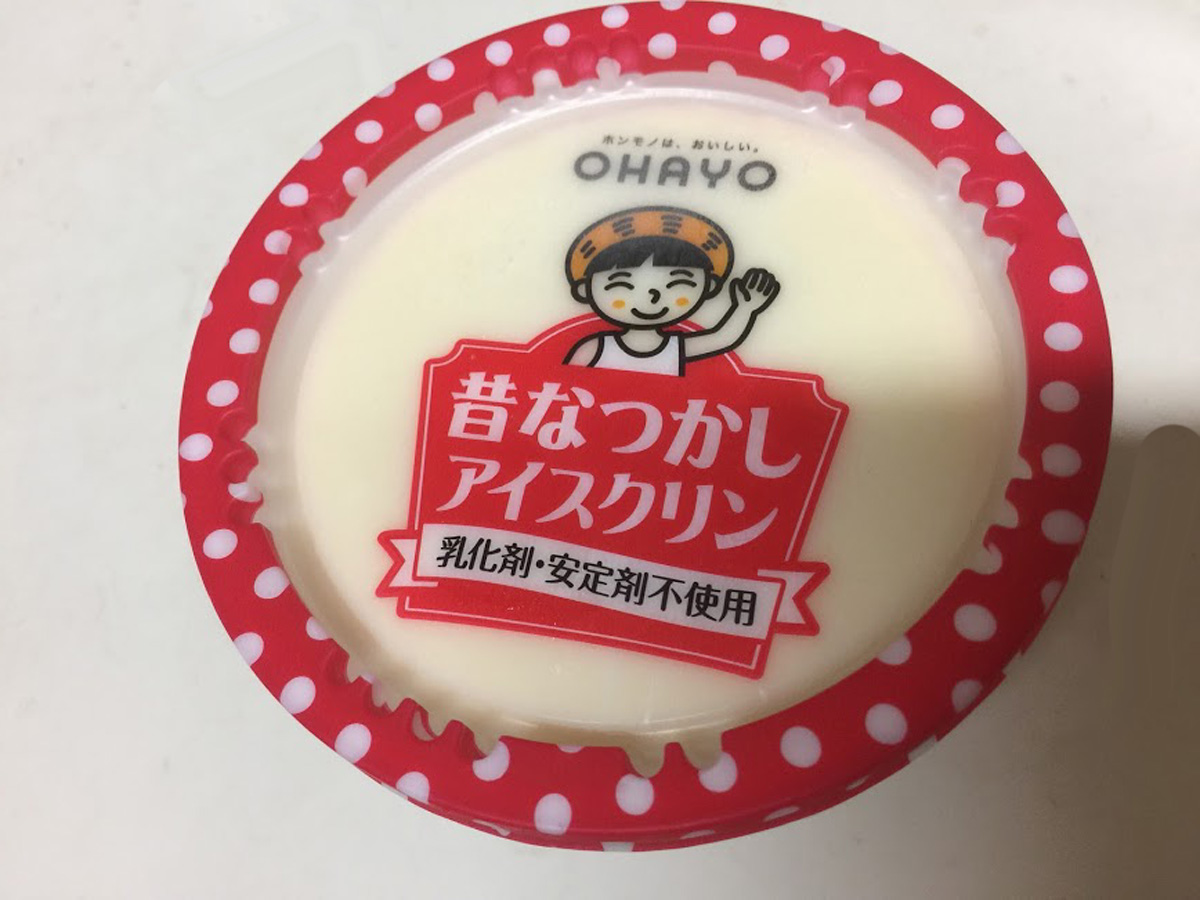 ホンモノは、おいしい。
OHAYO
昔なつかし
アイスクリン
乳化剤・安定剤不使用